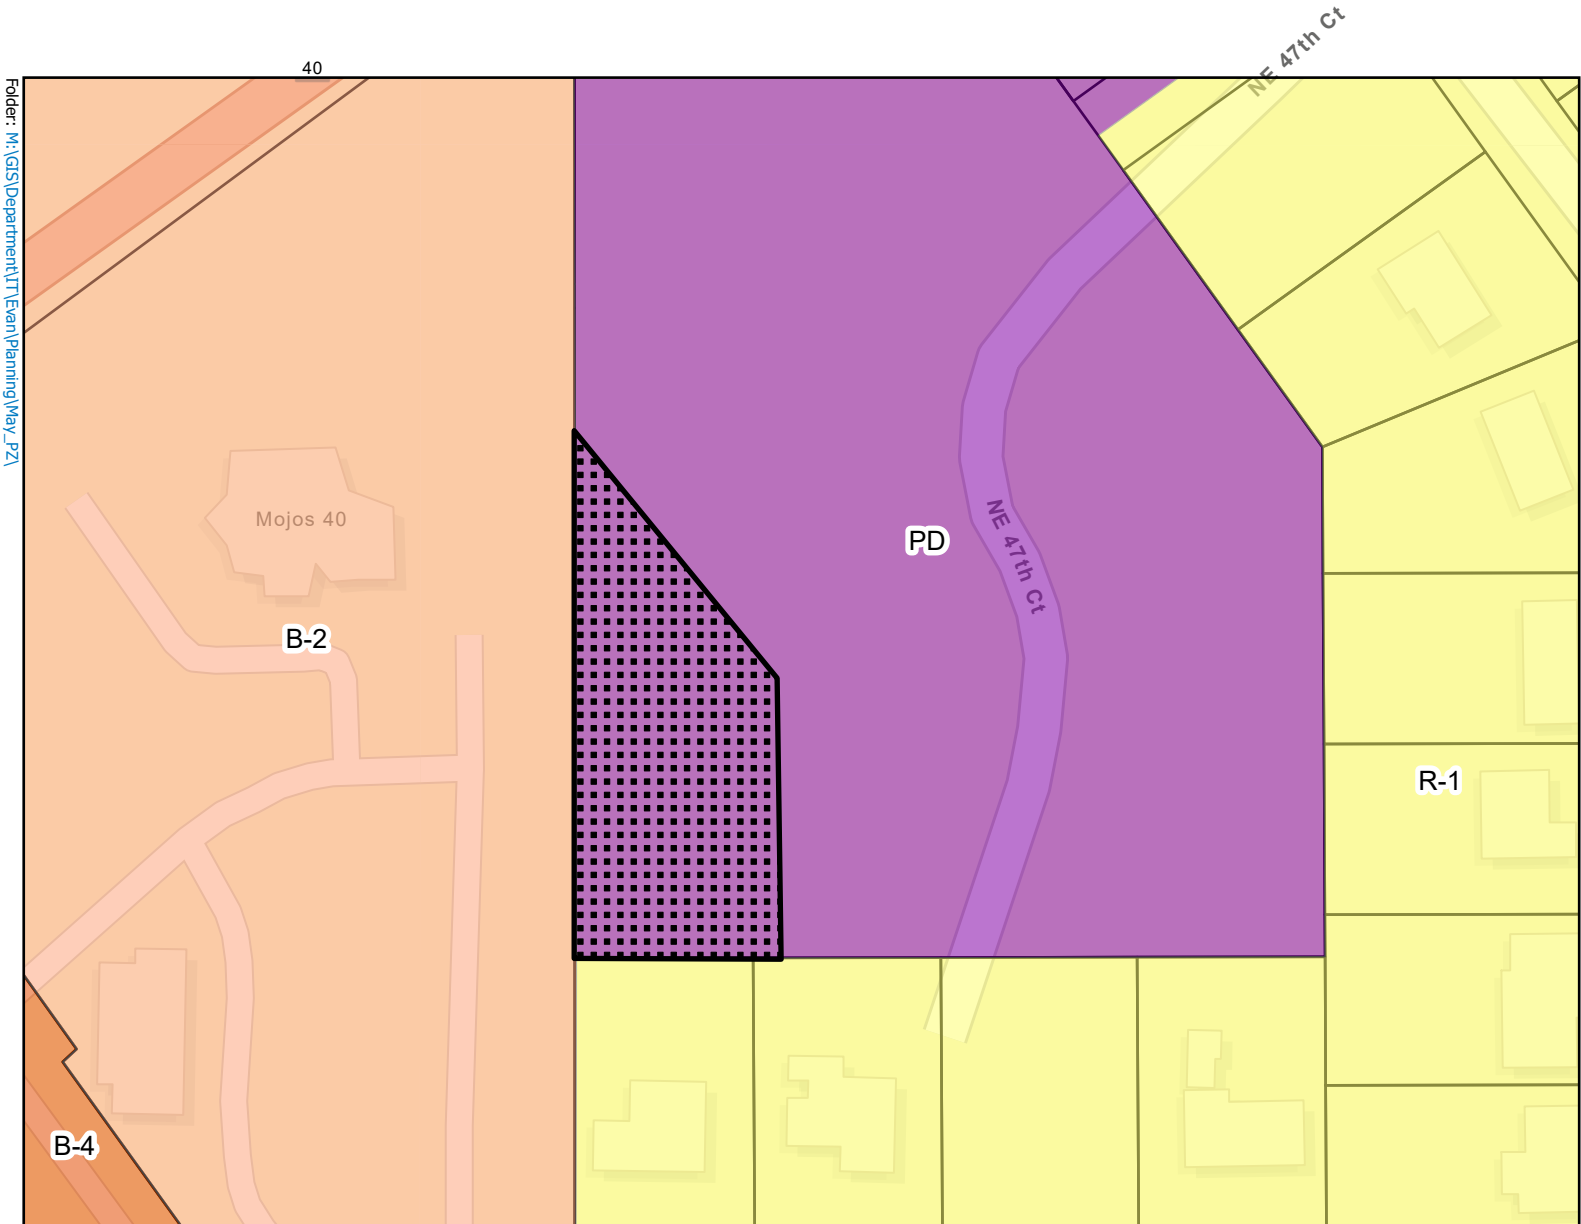 40
NE 47th Ct
Folder: M:\GIS\Department\IT\Evan\Planning\May_PZ\
Mojos 40
NE 47th Ct
PD
B-2
R-1
B-4